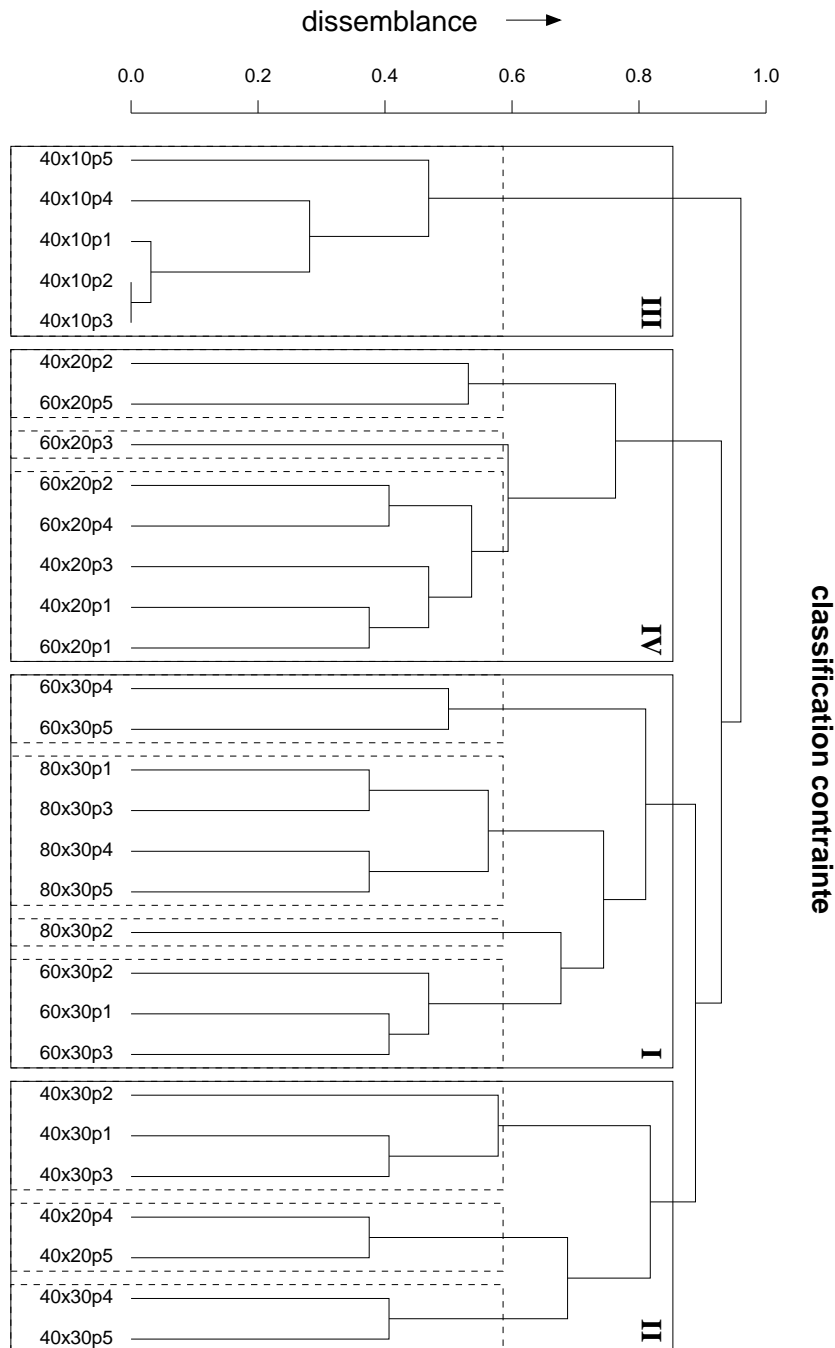 dissemblance
0.0 0.2 0.4 0.6 0.8 1.0
classification contrainte
40x10p5
40x10p4
40x10p1
40x10p2
40x10p3
III
40x20p2
60x20p5
60x20p3
60x20p2
60x20p4
40x20p3
40x20p1
60x20p1
IV
60x30p4
60x30p5
80x30p1
80x30p3
80x30p4
80x30p5
80x30p2
60x30p2
60x30p1
60x30p3
I
40x30p2
40x30p1
40x30p3
40x20p4
40x20p5
40x30p4
40x30p5
II